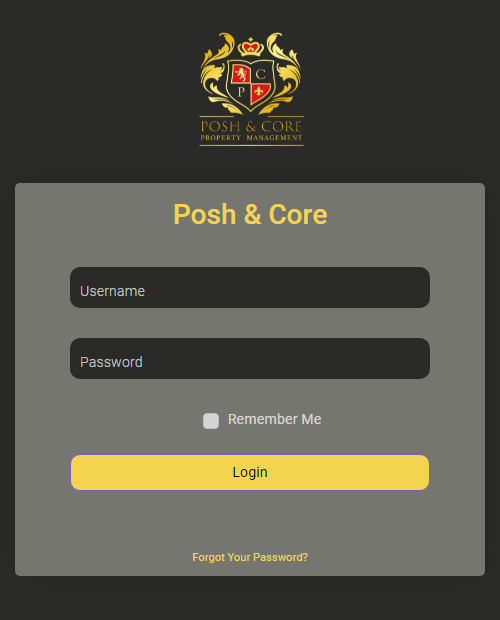 C
P
POSH & CORE
PROPERTY MANAGEMENT
Posh & Core
Username
Password
Remember Me
Login
Forgot Your Password?